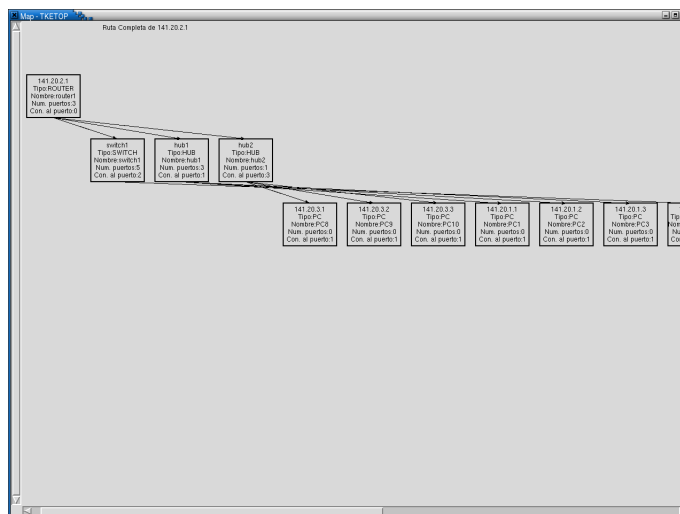 Map - TKETOP
Ruta Completa de 141.20.2.1
141.20.2.1
Tipo:ROUTER
Nombre:router1
Num. puertos:3
Con. al puerto:0
switch1
Tipo:SWITCH
Nombre:switch1
Num. puertos:5
Con. al puerto:2
hub1
Tipo:HUB
Nombre:hub1
Num. puertos:3
Con. al puerto:1
hub2
Tipo:HUB
Nombre:hub2
Num. puertos:1
Con. al puerto:3
141.20.3.1
Tipo:PC
Nombre:PC8
Num. puertos:0
Con. al puerto:1
141.20.3.2
Tipo:PC
Nombre:PC9
Num. puertos:0
Con. al puerto:1
141.20.3.3
Tipo:PC
Nombre:PC10
Num. puertos:0
Con. al puerto:1
141.20.1.1
Tipo:PC
Nombre:PC1
Num. puertos:0
Con. al puerto:1
141.20.1.2
Tipo:PC
Nombre:PC2
Num. puertos:0
Con. al puerto:1
141.20.1.3
Tipo:PC
Nombre:PC3
Num. puertos:0
Con. al puerto:1